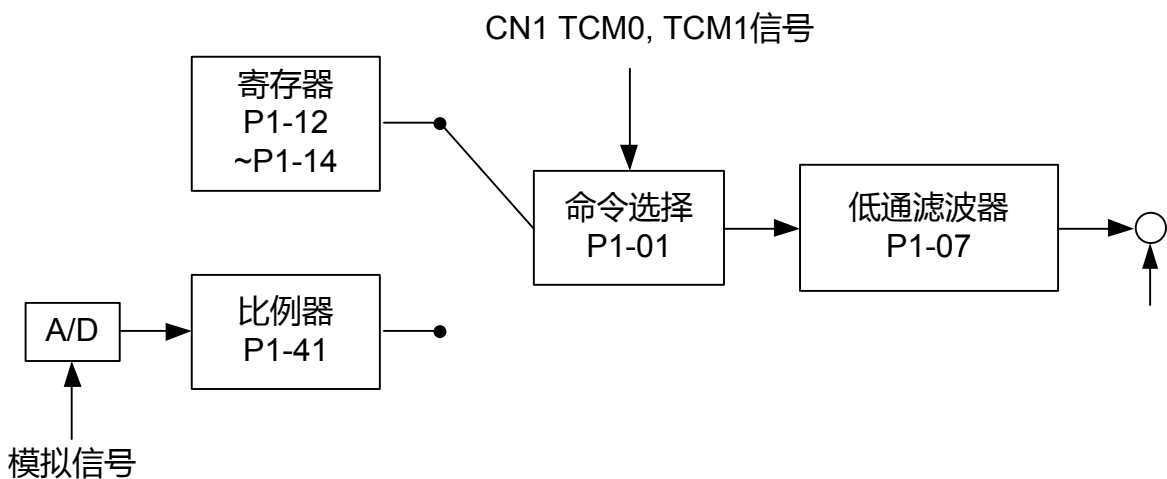 CN1 TCM0, TCM1信号
寄存器
P1-12
~P1-14
命令选择
P1-01
低通滤波器
P1-07
A/D
比例器
P1-41
模拟信号